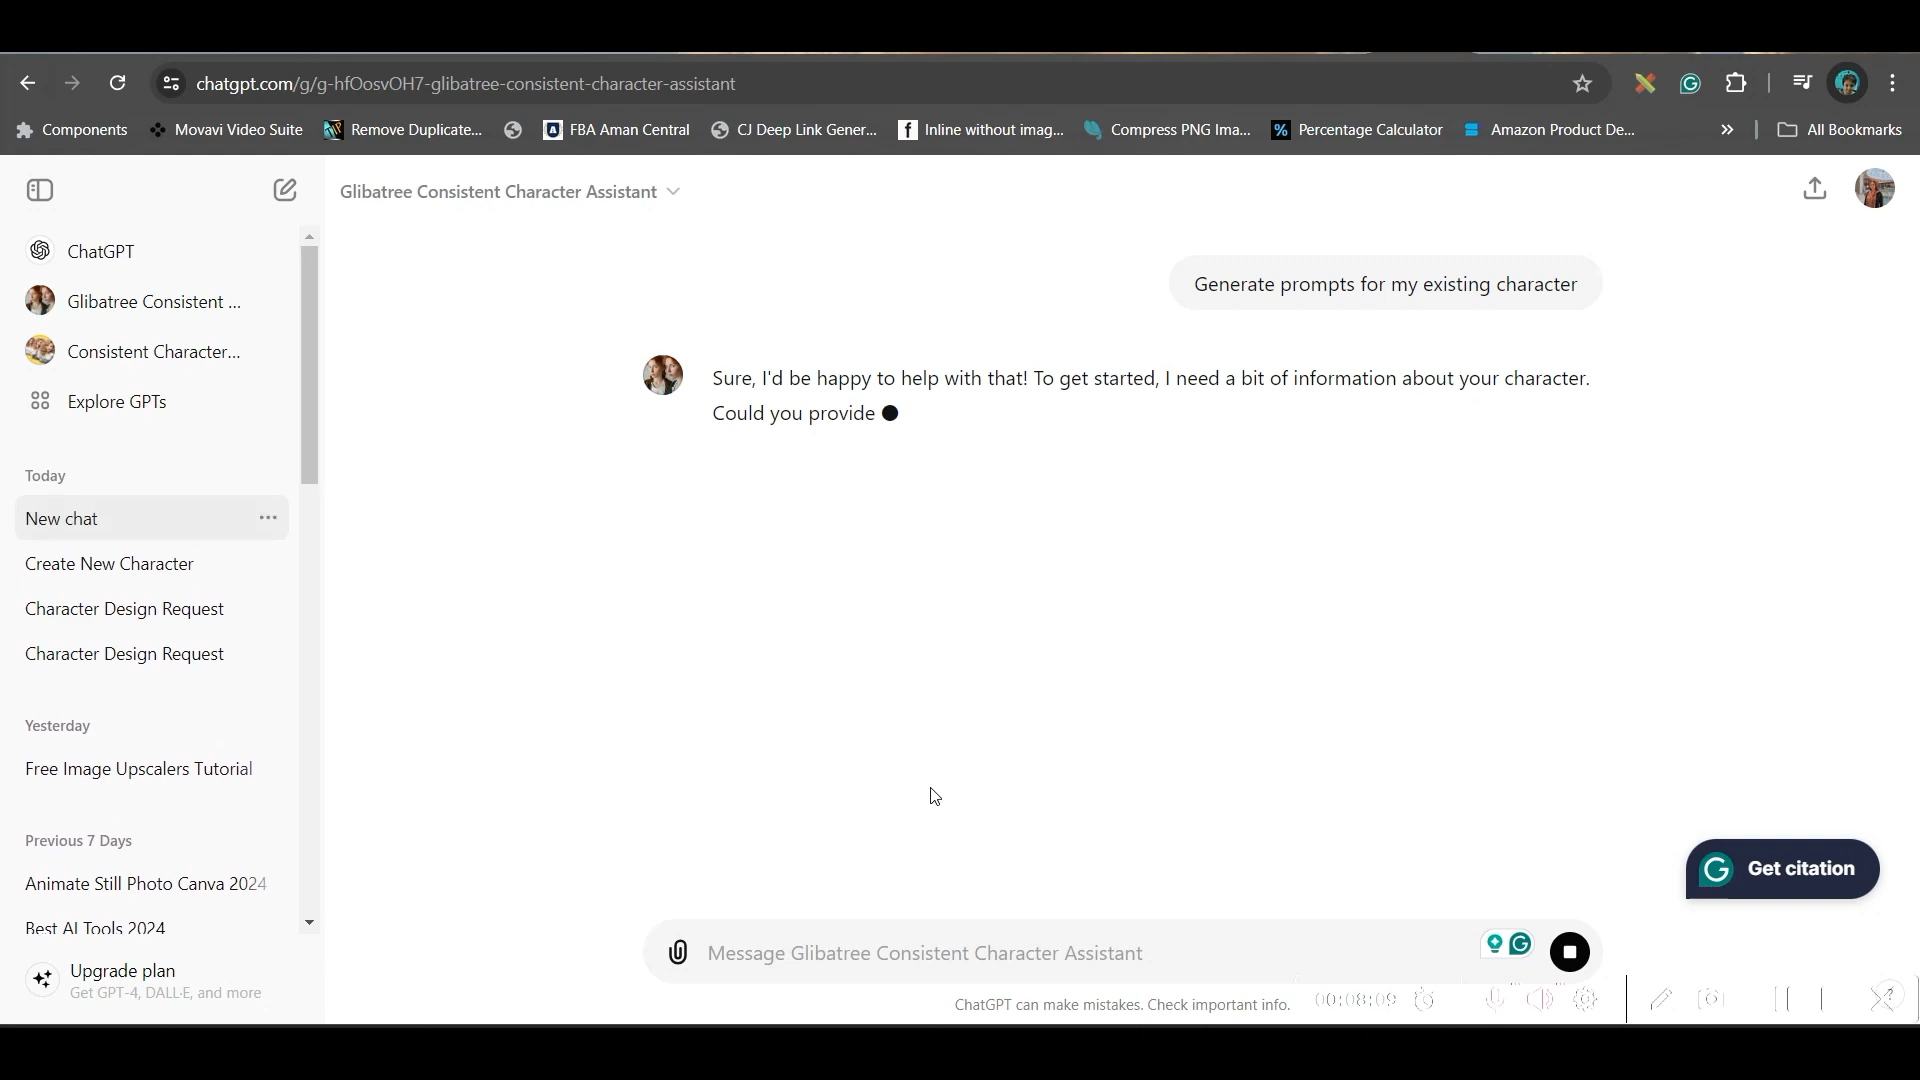 chatgpt.com/g/g-hfOosvOH7-glibatree-consistent-character-assistant
Components
Movavi Video Suite
Remove Duplicate...
FBA Aman Central
CJ Deep Link Gener...
Inline without imag...
Compress PNG Ima...
Percentage Calculator
Amazon Product De...
All Bookmarks
Glibatree Consistent Character Assistant
ChatGPT
Glibatree Consistent ...
Consistent Character...
Explore GPTs
Today
New chat
Create New Character
Character Design Request
Character Design Request
Yesterday
Free Image Upscalers Tutorial
Previous 7 Days
Animate Still Photo Canva 2024
Best AI Tools 2024
Upgrade plan
Get GPT-4, DALL·E, and more
Generate prompts for my existing character
Sure, I'd be happy to help with that! To get started, I need a bit of information about your character.
Could you provide
Get citation
Message Glibatree Consistent Character Assistant
ChatGPT can make mistakes. Check important info.
00:08:09